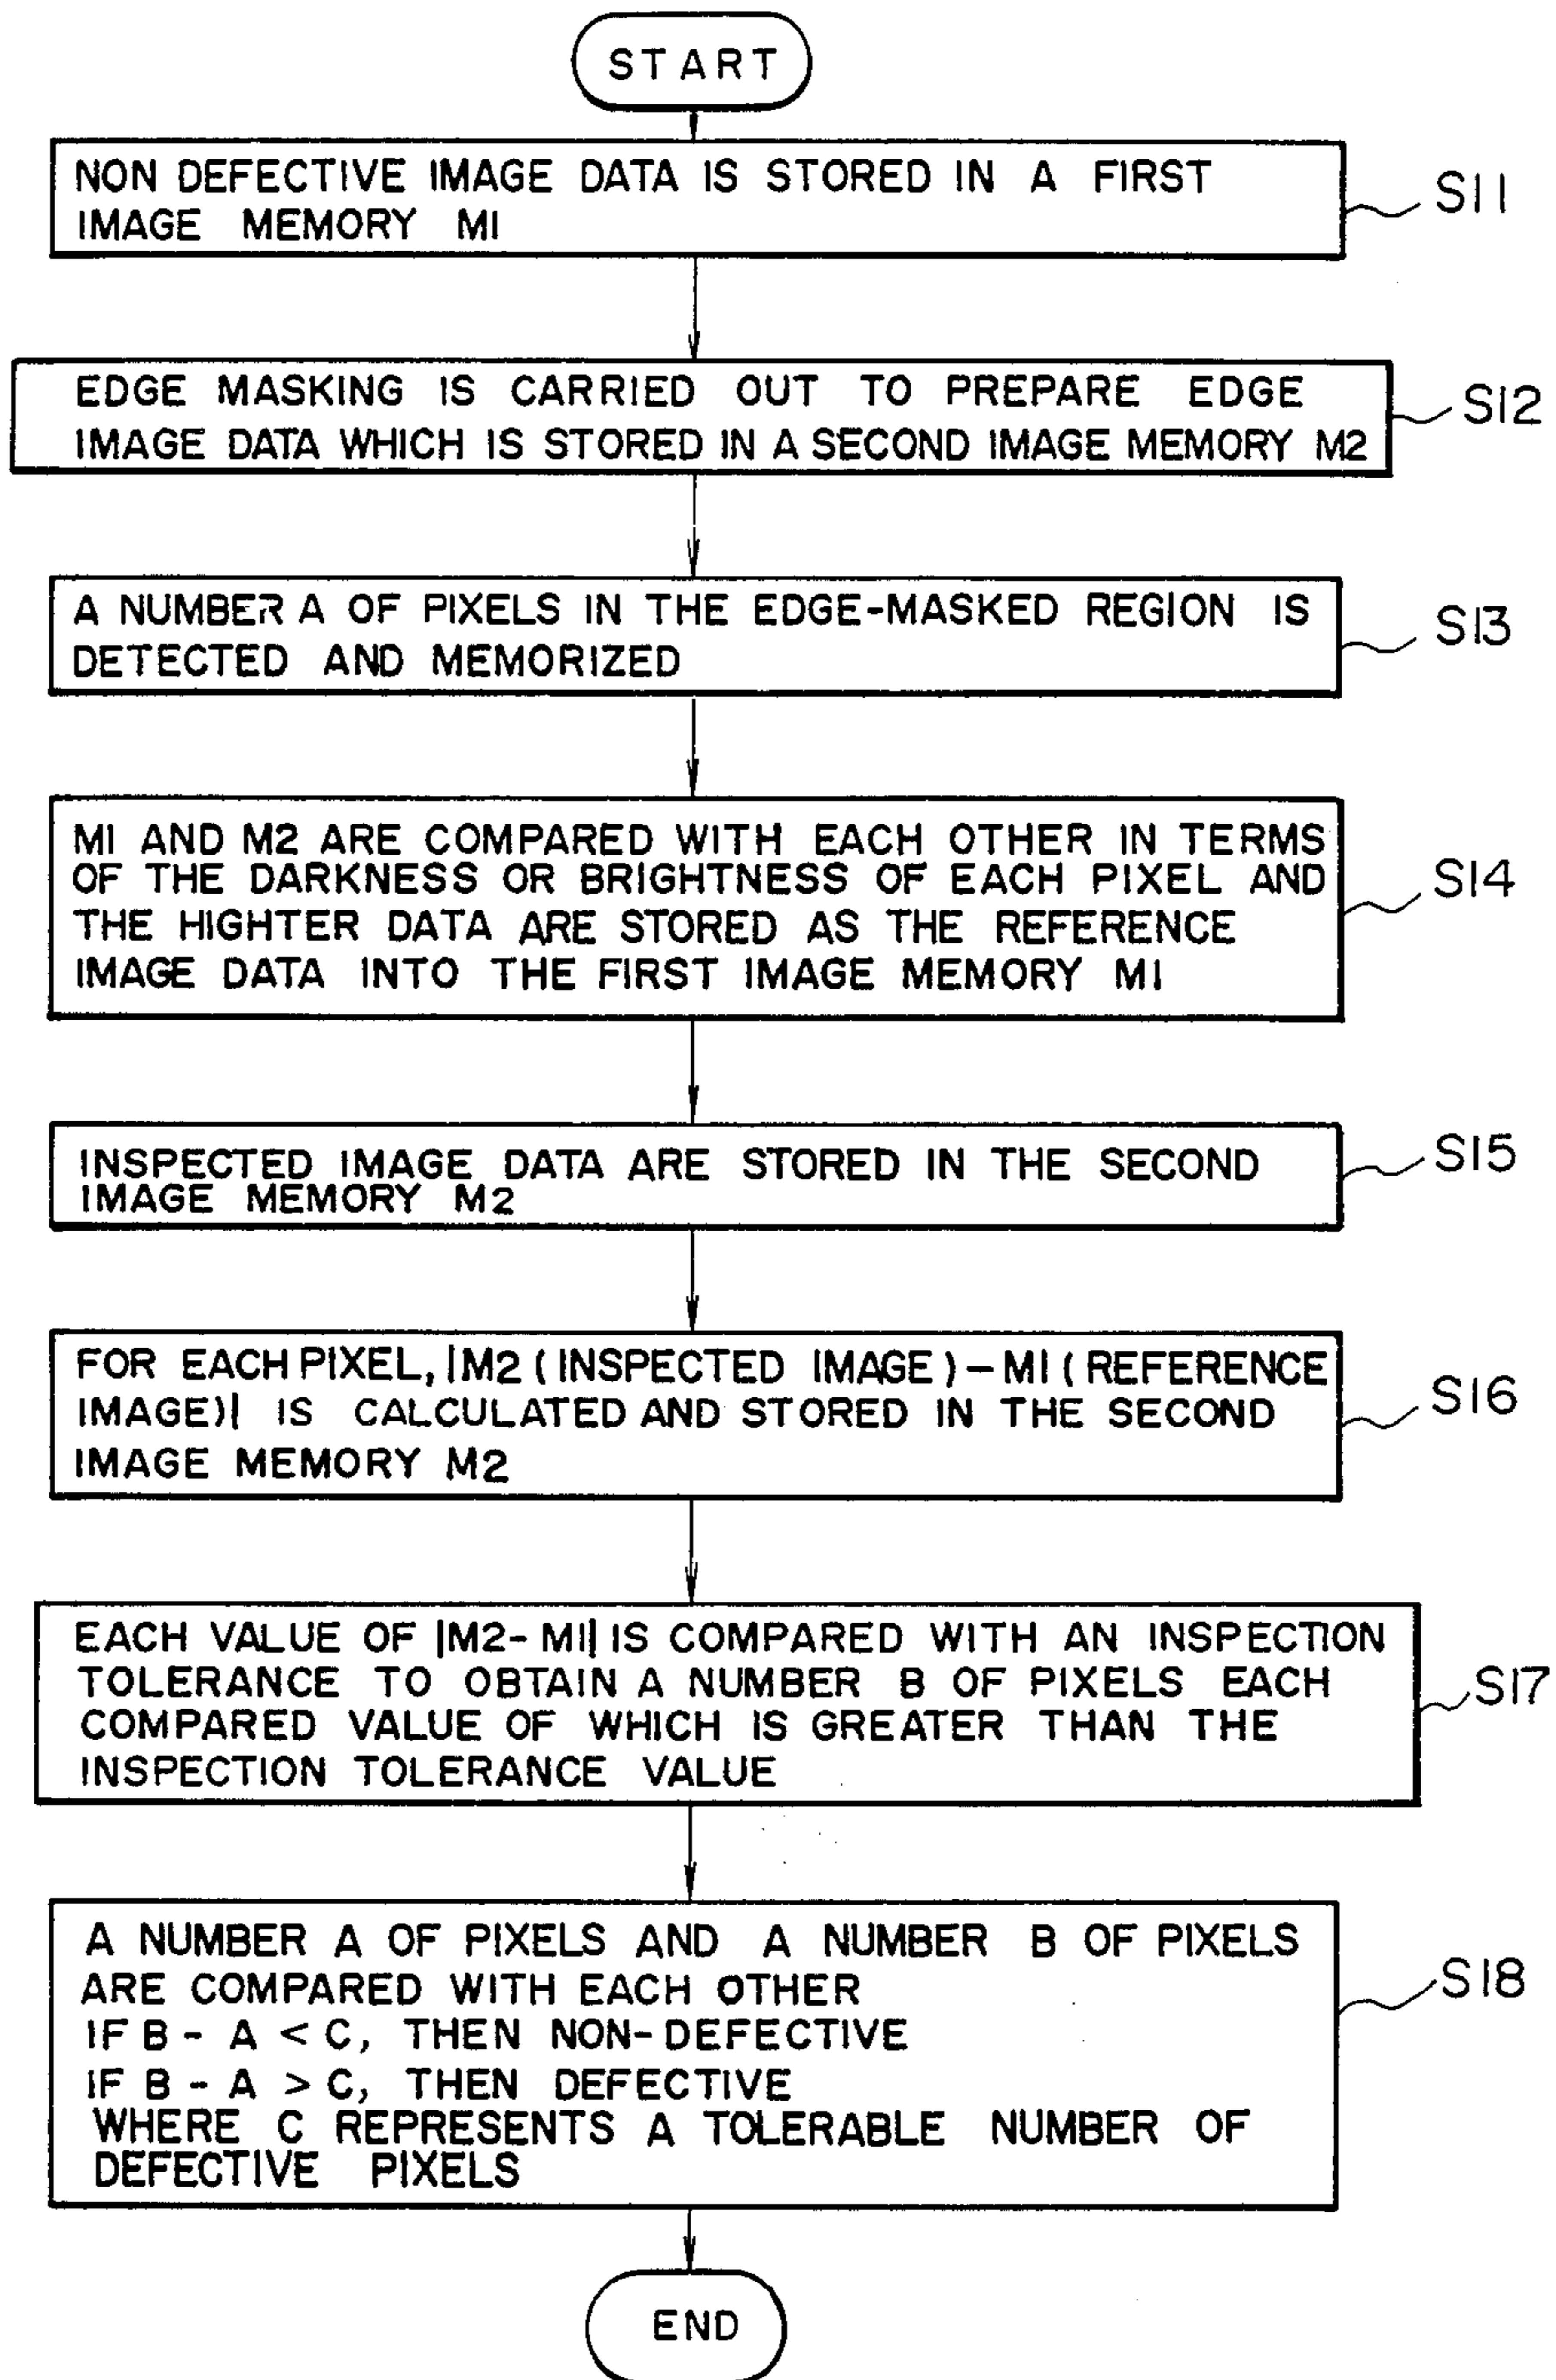 START
NON DEFECTIVE IMAGE DATA IS STORED IN A FIRST
IMAGE MEMORY M1
S11
EDGE MASKING IS CARRIED OUT TO PREPARE EDGE
IMAGE DATA WHICH IS STORED IN A SECOND IMAGE MEMORY M2
S12
A NUMBER A OF PIXELS IN THE EDGE-MASKED REGION IS
DETECTED AND MEMORIZED
S13
M1 AND M2 ARE COMPARED WITH EACH OTHER IN TERMS
OF THE DARKNESS OR BRIGHTNESS OF EACH PIXEL AND
THE HIGHTER DATA ARE STORED AS THE REFERENCE
IMAGE DATA INTO THE FIRST IMAGE MEMORY M1
S14
INSPECTED IMAGE DATA ARE STORED IN THE SECOND
IMAGE MEMORY M2
S15
FOR EACH PIXEL, |M2 (INSPECTED IMAGE) – M1 (REFERENCE
IMAGE)| IS CALCULATED AND STORED IN THE SECOND
IMAGE MEMORY M2
S16
EACH VALUE OF |M2- M1| IS COMPARED WITH AN INSPECTION
TOLERANCE TO OBTAIN A NUMBER B OF PIXELS EACH
COMPARED VALUE OF WHICH IS GREATER THAN THE
INSPECTION TOLERANCE VALUE
S17
A NUMBER A OF PIXELS AND A NUMBER B OF PIXELS
ARE COMPARED WITH EACH OTHER
IF B - A < C, THEN NON-DEFECTIVE
IF B - A > C, THEN DEFECTIVE
WHERE C REPRESENTS A TOLERABLE NUMBER OF
DEFECTIVE PIXELS
S18
END